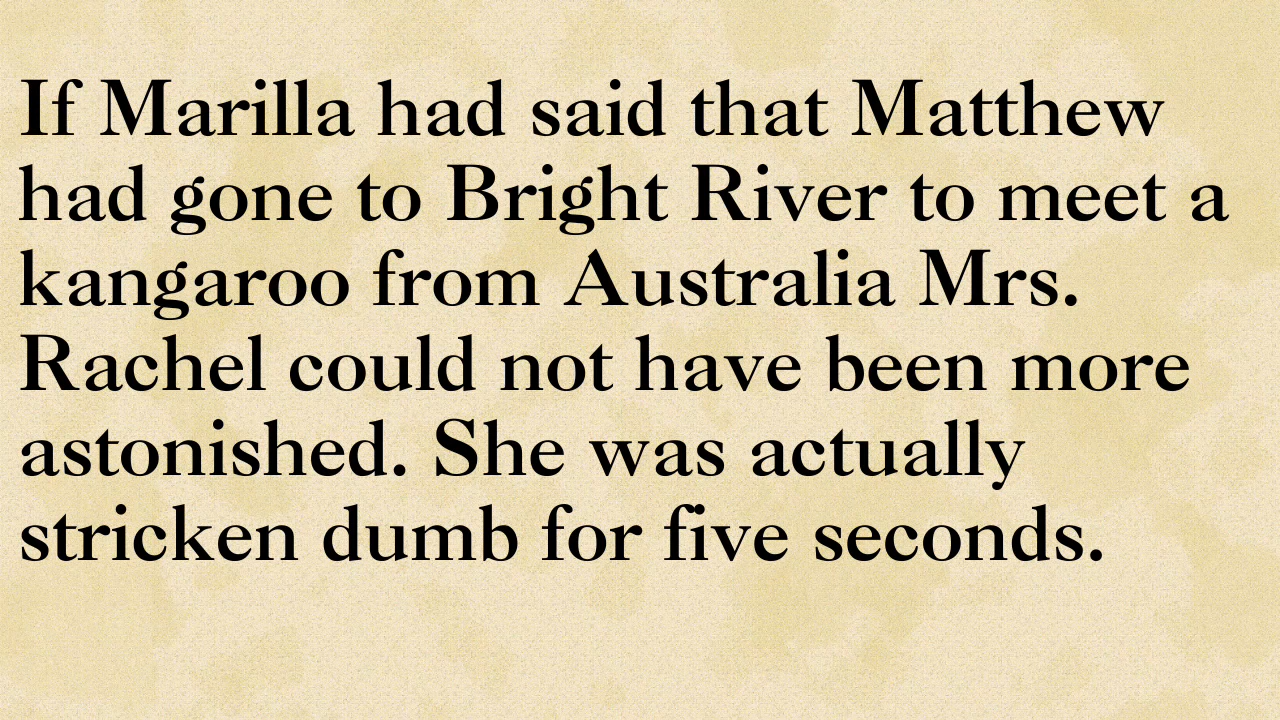 If Marilla had said that Matthew
had gone to Bright River to meet a
kangaroo from Australia Mrs.
Rachel could not have been more
astonished. She was actually
stricken dumb for five seconds.